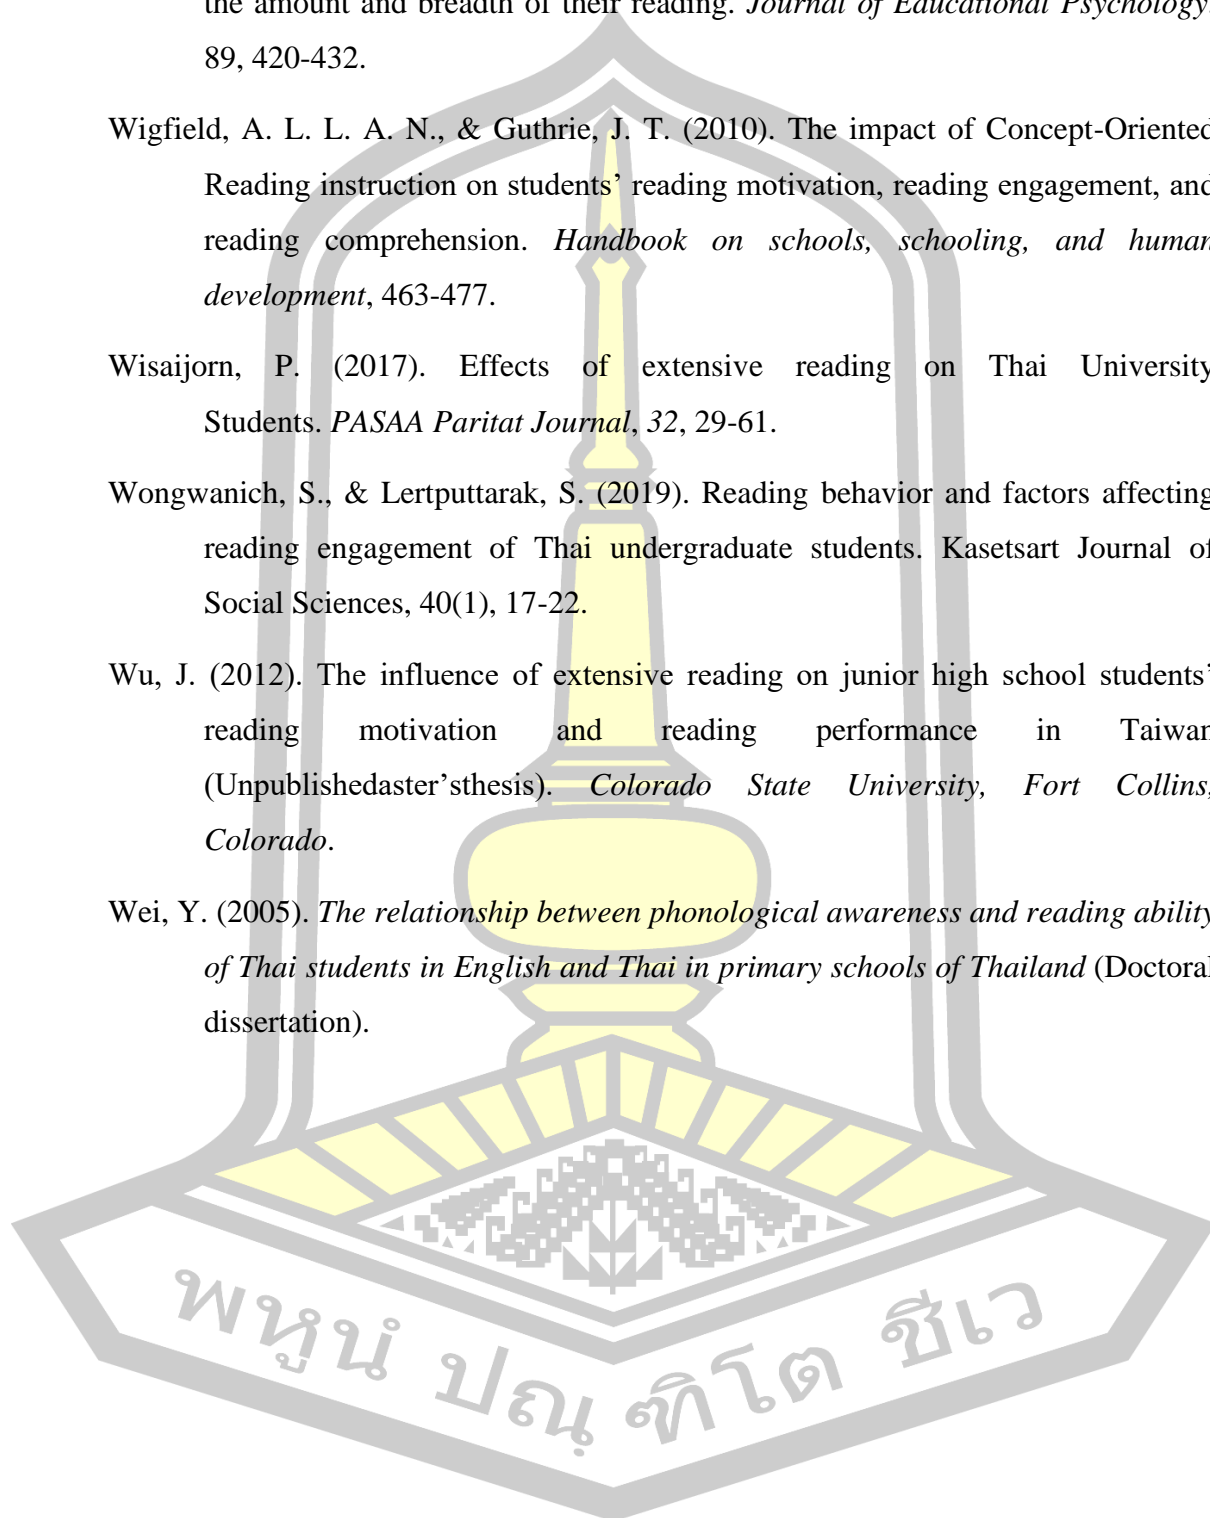 the amount and breadth of their reading. Journal of Educational Psychology.
89, 420-432.
Wigfield, A. L. L. A. N., & Guthrie, J. T. (2010). The impact of Concept-Oriented
Reading instruction on students’ reading motivation, reading engagement, and
reading comprehension. Handbook on schools, schooling, and human
development, 463-477.
Wisaijorn, P. (2017). Effects of extensive reading on Thai University
Students. PASAA Paritat Journal, 32, 29-61.
Wongwanich, S., & Lertputtarak, S. (2019). Reading behavior and factors affecting
reading engagement of Thai undergraduate students. Kasetsart Journal of
Social Sciences, 40(1), 17-22.
Wu, J. (2012). The influence of extensive reading on junior high school students’
reading motivation and reading performance in Taiwan
(Unpublishedaster’sthesis). Colorado State University, Fort Collins,
Colorado.
Wei, Y. (2005). The relationship between phonological awareness and reading ability
of Thai students in English and Thai in primary schools of Thailand (Doctoral
dissertation).
พหูนํ ปณฺฑิโต ชีเว